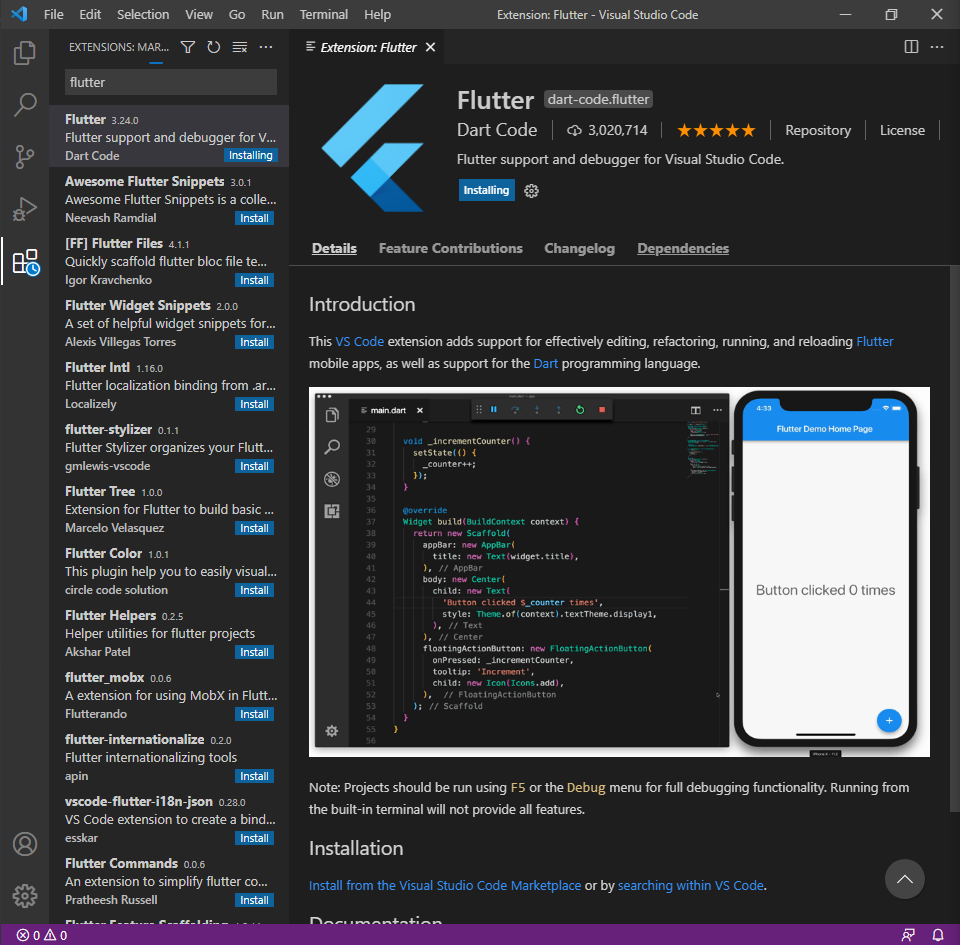 File Edit Selection View Go Run Terminal Help Extension: Flutter - Visual Studio Code
EXTENSIONS: MAR...
flutter
Flutter 3.24.0
Flutter support and debugger for V...
Dart Code Installing
Awesome Flutter Snippets 3.0.1
Awesome Flutter Snippets is a colle...
Neevash Ramdial Install
[FF] Flutter Files 4.1.1
Quickly scaffold flutter bloc file te...
Igor Kravchenko Install
Flutter Widget Snippets 2.0.0
A set of helpful widget snippets for...
Alexis Villegas Torres Install
Flutter Intl 1.16.0
Flutter localization binding from .ar...
Localizely Install
flutter-stylizer 0.1.1
Flutter Stylizer organizes your Flutt...
gmlewis-vscode Install
Flutter Tree 1.0.0
Extension for Flutter to build basic ...
Marcelo Velasquez Install
Flutter Color 1.0.1
This plugin help you to easily visual...
circle code solution Install
Flutter Helpers 0.2.5
Helper utilities for flutter projects
Akshar Patel Install
flutter_mobx 0.0.6
A extension for using MobX in Flutt...
Flutterando Install
flutter-internationalize 0.2.0
Flutter internationalizing tools
apin Install
vscode-flutter-i18n-json 0.28.0
VS Code extension to create a bind...
esskar Install
Flutter Commands 0.0.6
An extension to simplify flutter co...
Pratheesh Russell Install
Flutter Feature Scaffolding
Extension: Flutter
Flutter dart-code.flutter
Dart Code 3,020,714 Repository License
Flutter support and debugger for Visual Studio Code.
Installing
Details Feature Contributions Changelog Dependencies
Introduction
This VS Code extension adds support for effectively editing, refactoring, running, and reloading Flutter
mobile apps, as well as support for the Dart programming language.
main.dart
29
30 void _incrementCounter() {
31 setState(() {
32 _counter++;
33 });
34 }
35
36 @override
37 Widget build(BuildContext context) {
38 return new Scaffold(
39 appBar: new AppBar(
40 title: new Text(widget.title),
41 ), // AppBar
42 body: new Center(
43 child: new Text(
44 'Button clicked $_counter times',
45 style: Theme.of(context).textTheme.display1,
46 ), // Text
47 ), // Center
48 floatingActionButton: new FloatingActionButton(
49 onPressed: _incrementCounter,
50 tooltip: 'Increment',
51 child: new Icon(Icons.add),
52 ), // FloatingActionButton
53 ); // Scaffold
54 }
55 }
56
4:33
Flutter Demo Home Page
Button clicked 0 times
+
Note: Projects should be run using F5 or the Debug menu for full debugging functionality. Running from
the built-in terminal will not provide all features.
Installation
Install from the Visual Studio Code Marketplace or by searching within VS Code.
Documentation
0 0